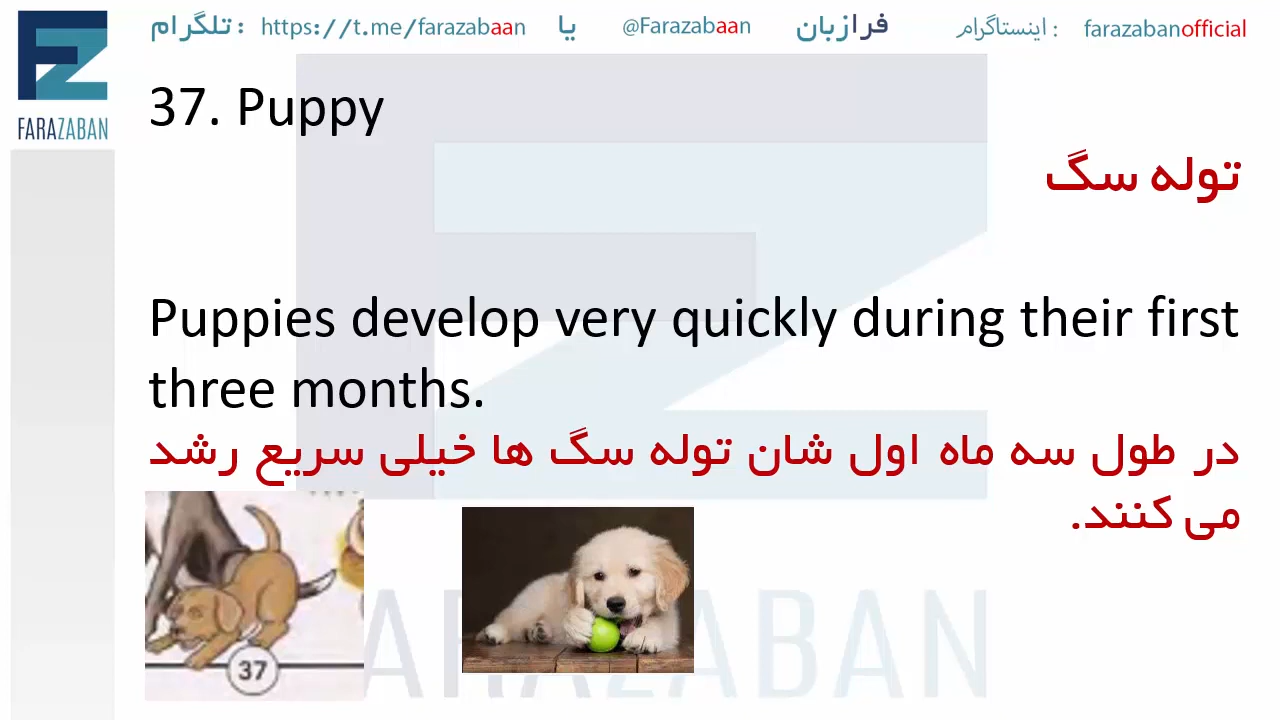 تلگرام : https://t.me/farazabaan یا @Farazabaan فرازبان اینستاگرام : farazabanofficial
FZ
FARAZABAN
37. Puppy
توله سگ
Puppies develop very quickly during their first
three months.
در طول سه ماه اول شان توله سگ ها خیلی سریع رشد
می کنند.
37
FARAZABAN